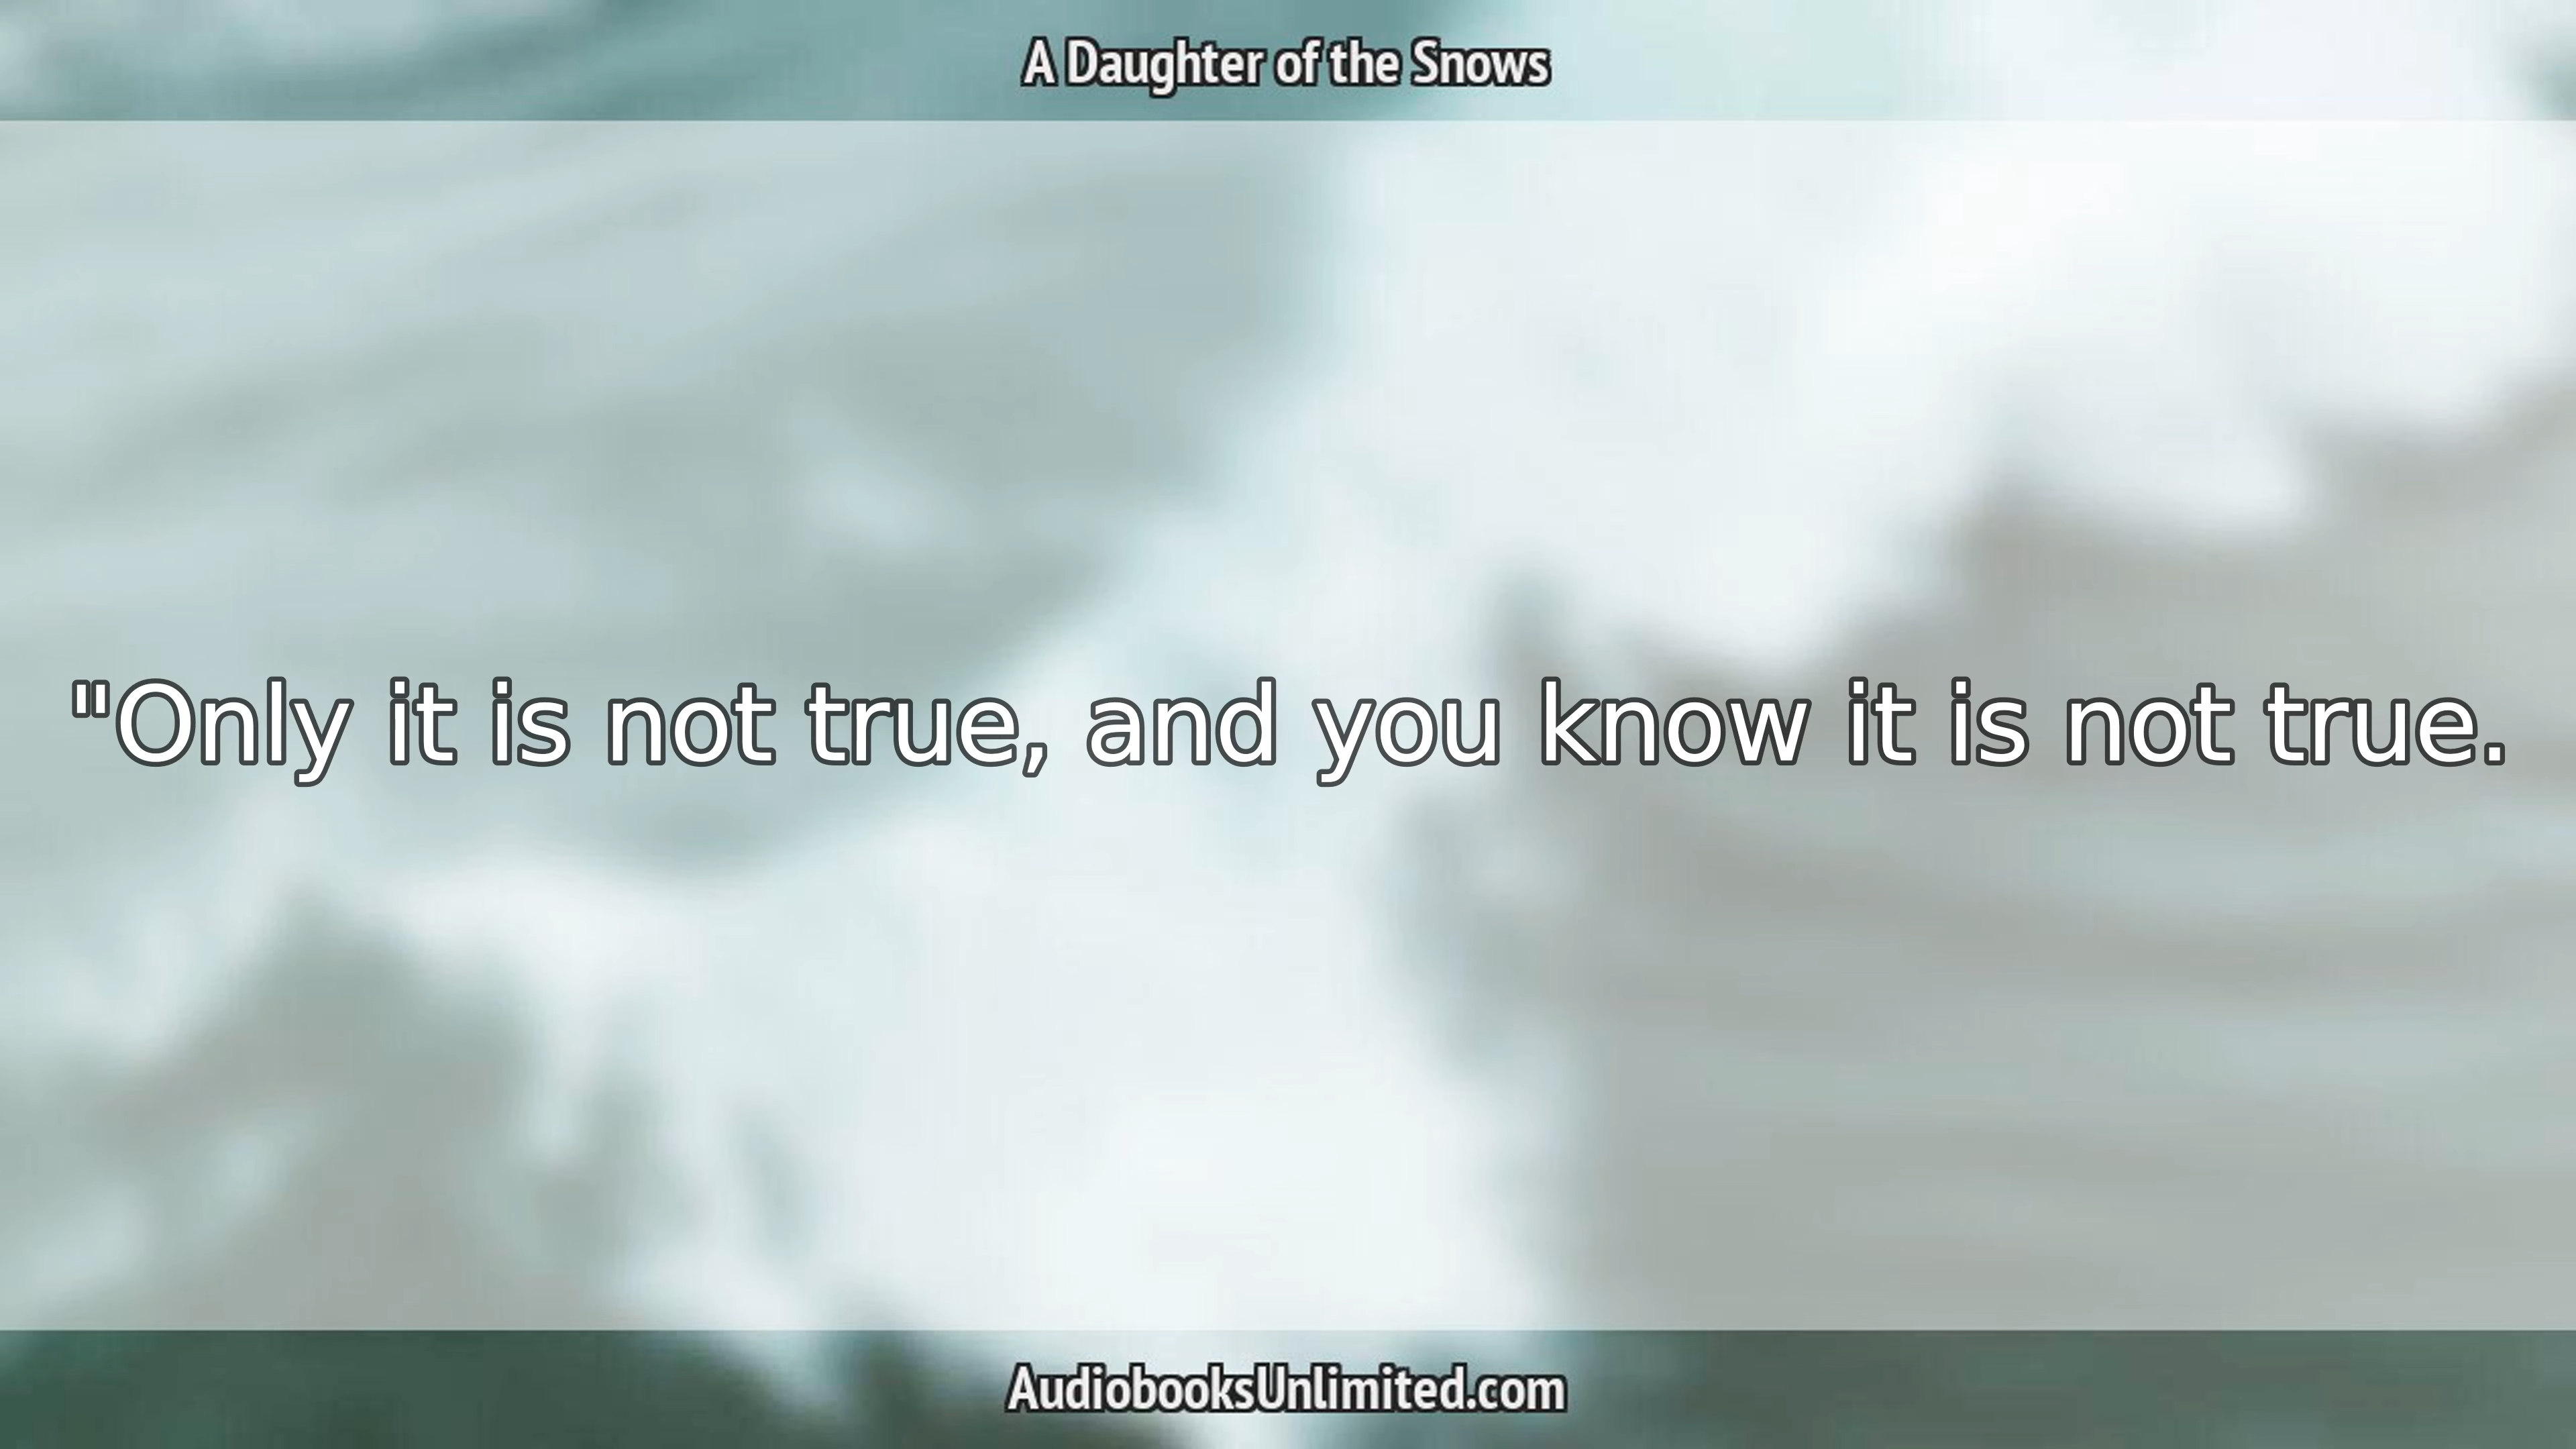 A Daughter of the Snows
"Only it is not true, and you know it is not true.
AudiobooksUnlimited.com